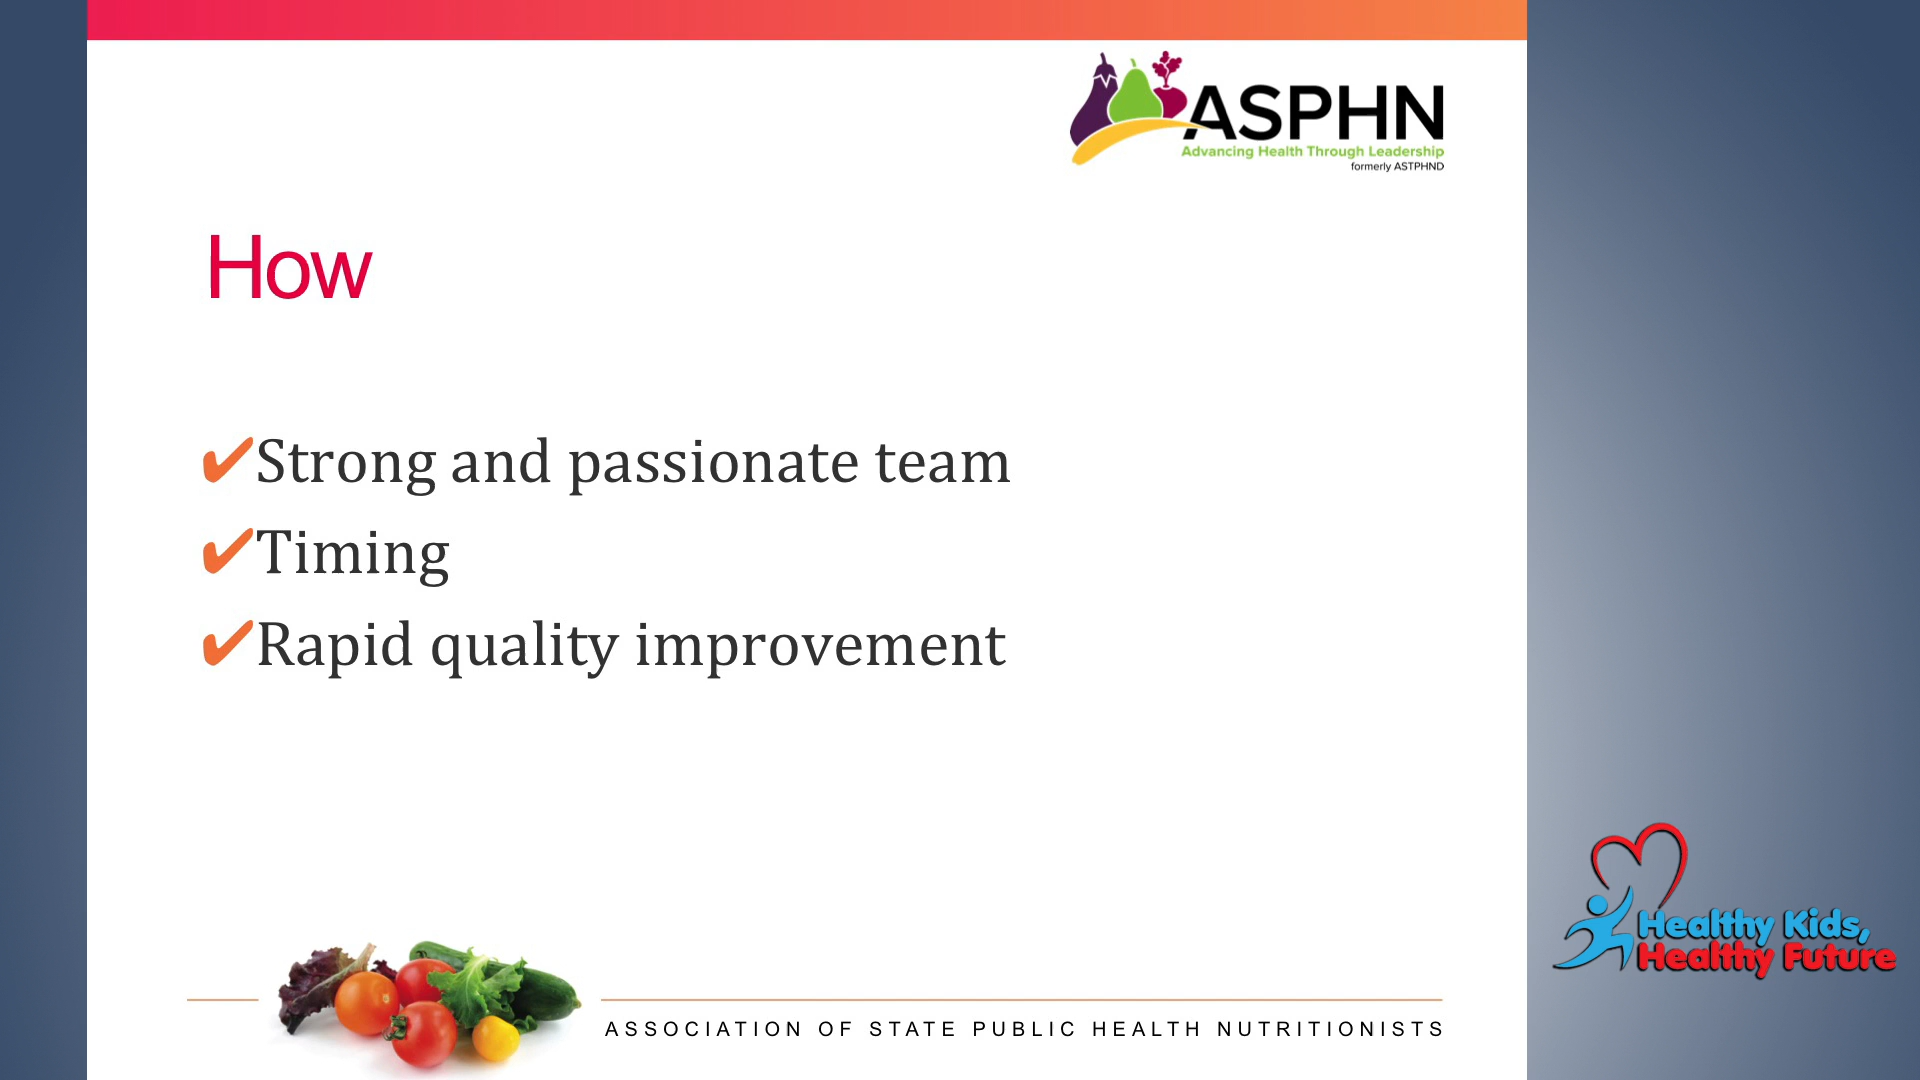 ASPHN
Advancing Health Through Leadership
formerly ASTPHND
How
✔Strong and passionate team
✔Timing
✔Rapid quality improvement
Healthy Kids,
Healthy Future
ASSOCIATION OF STATE PUBLIC HEALTH NUTRITIONISTS